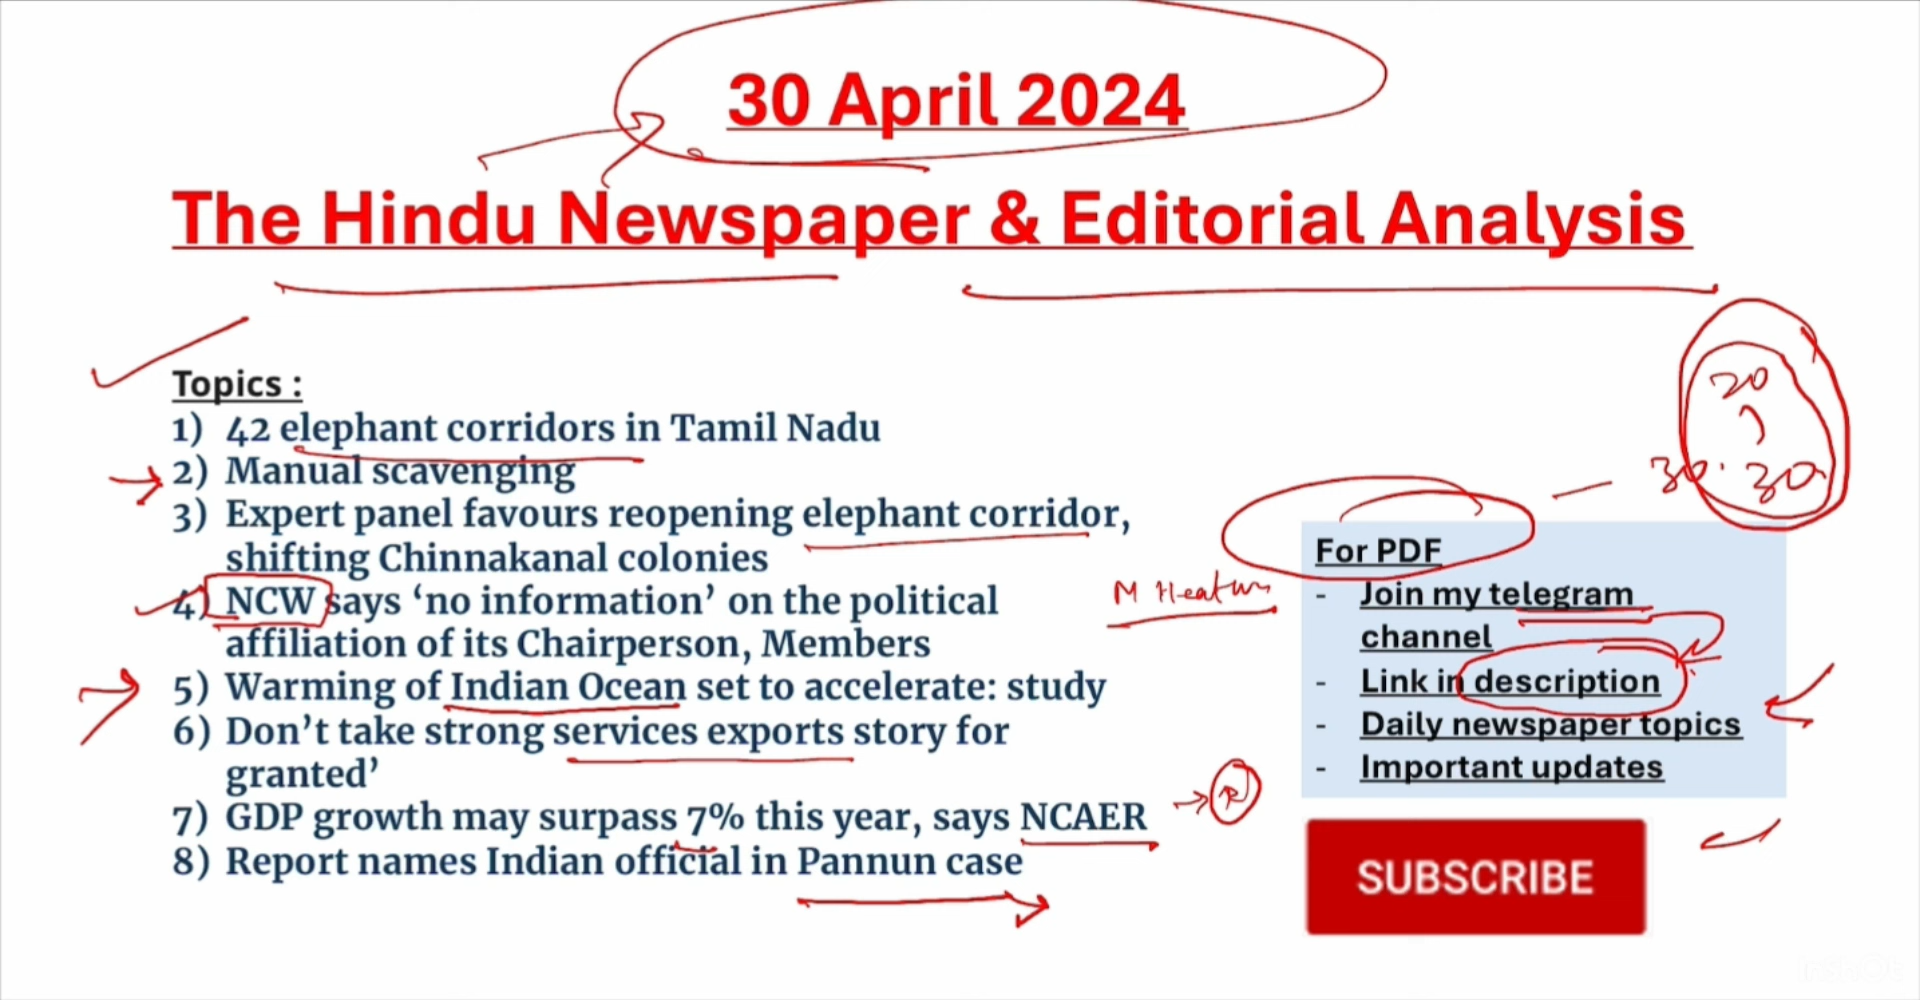 30 April 2024
The Hindu Newspaper & Editorial Analysis
Topics :
1) 42 elephant corridors in Tamil Nadu
2) Manual scavenging
3) Expert panel favours reopening elephant corridor,
shifting Chinnakanal colonies
4) NCW says ‘no information’ on the political
affiliation of its Chairperson, Members
5) Warming of Indian Ocean set to accelerate: study
6) Don’t take strong services exports story for
granted’
7) GDP growth may surpass 7% this year, says NCAER
8) Report names Indian official in Pannun case
20
30
30
M
R
For PDF
- Join my telegram
channel
- Link in description
- Daily newspaper topics
- Important updates
SUBSCRIBE